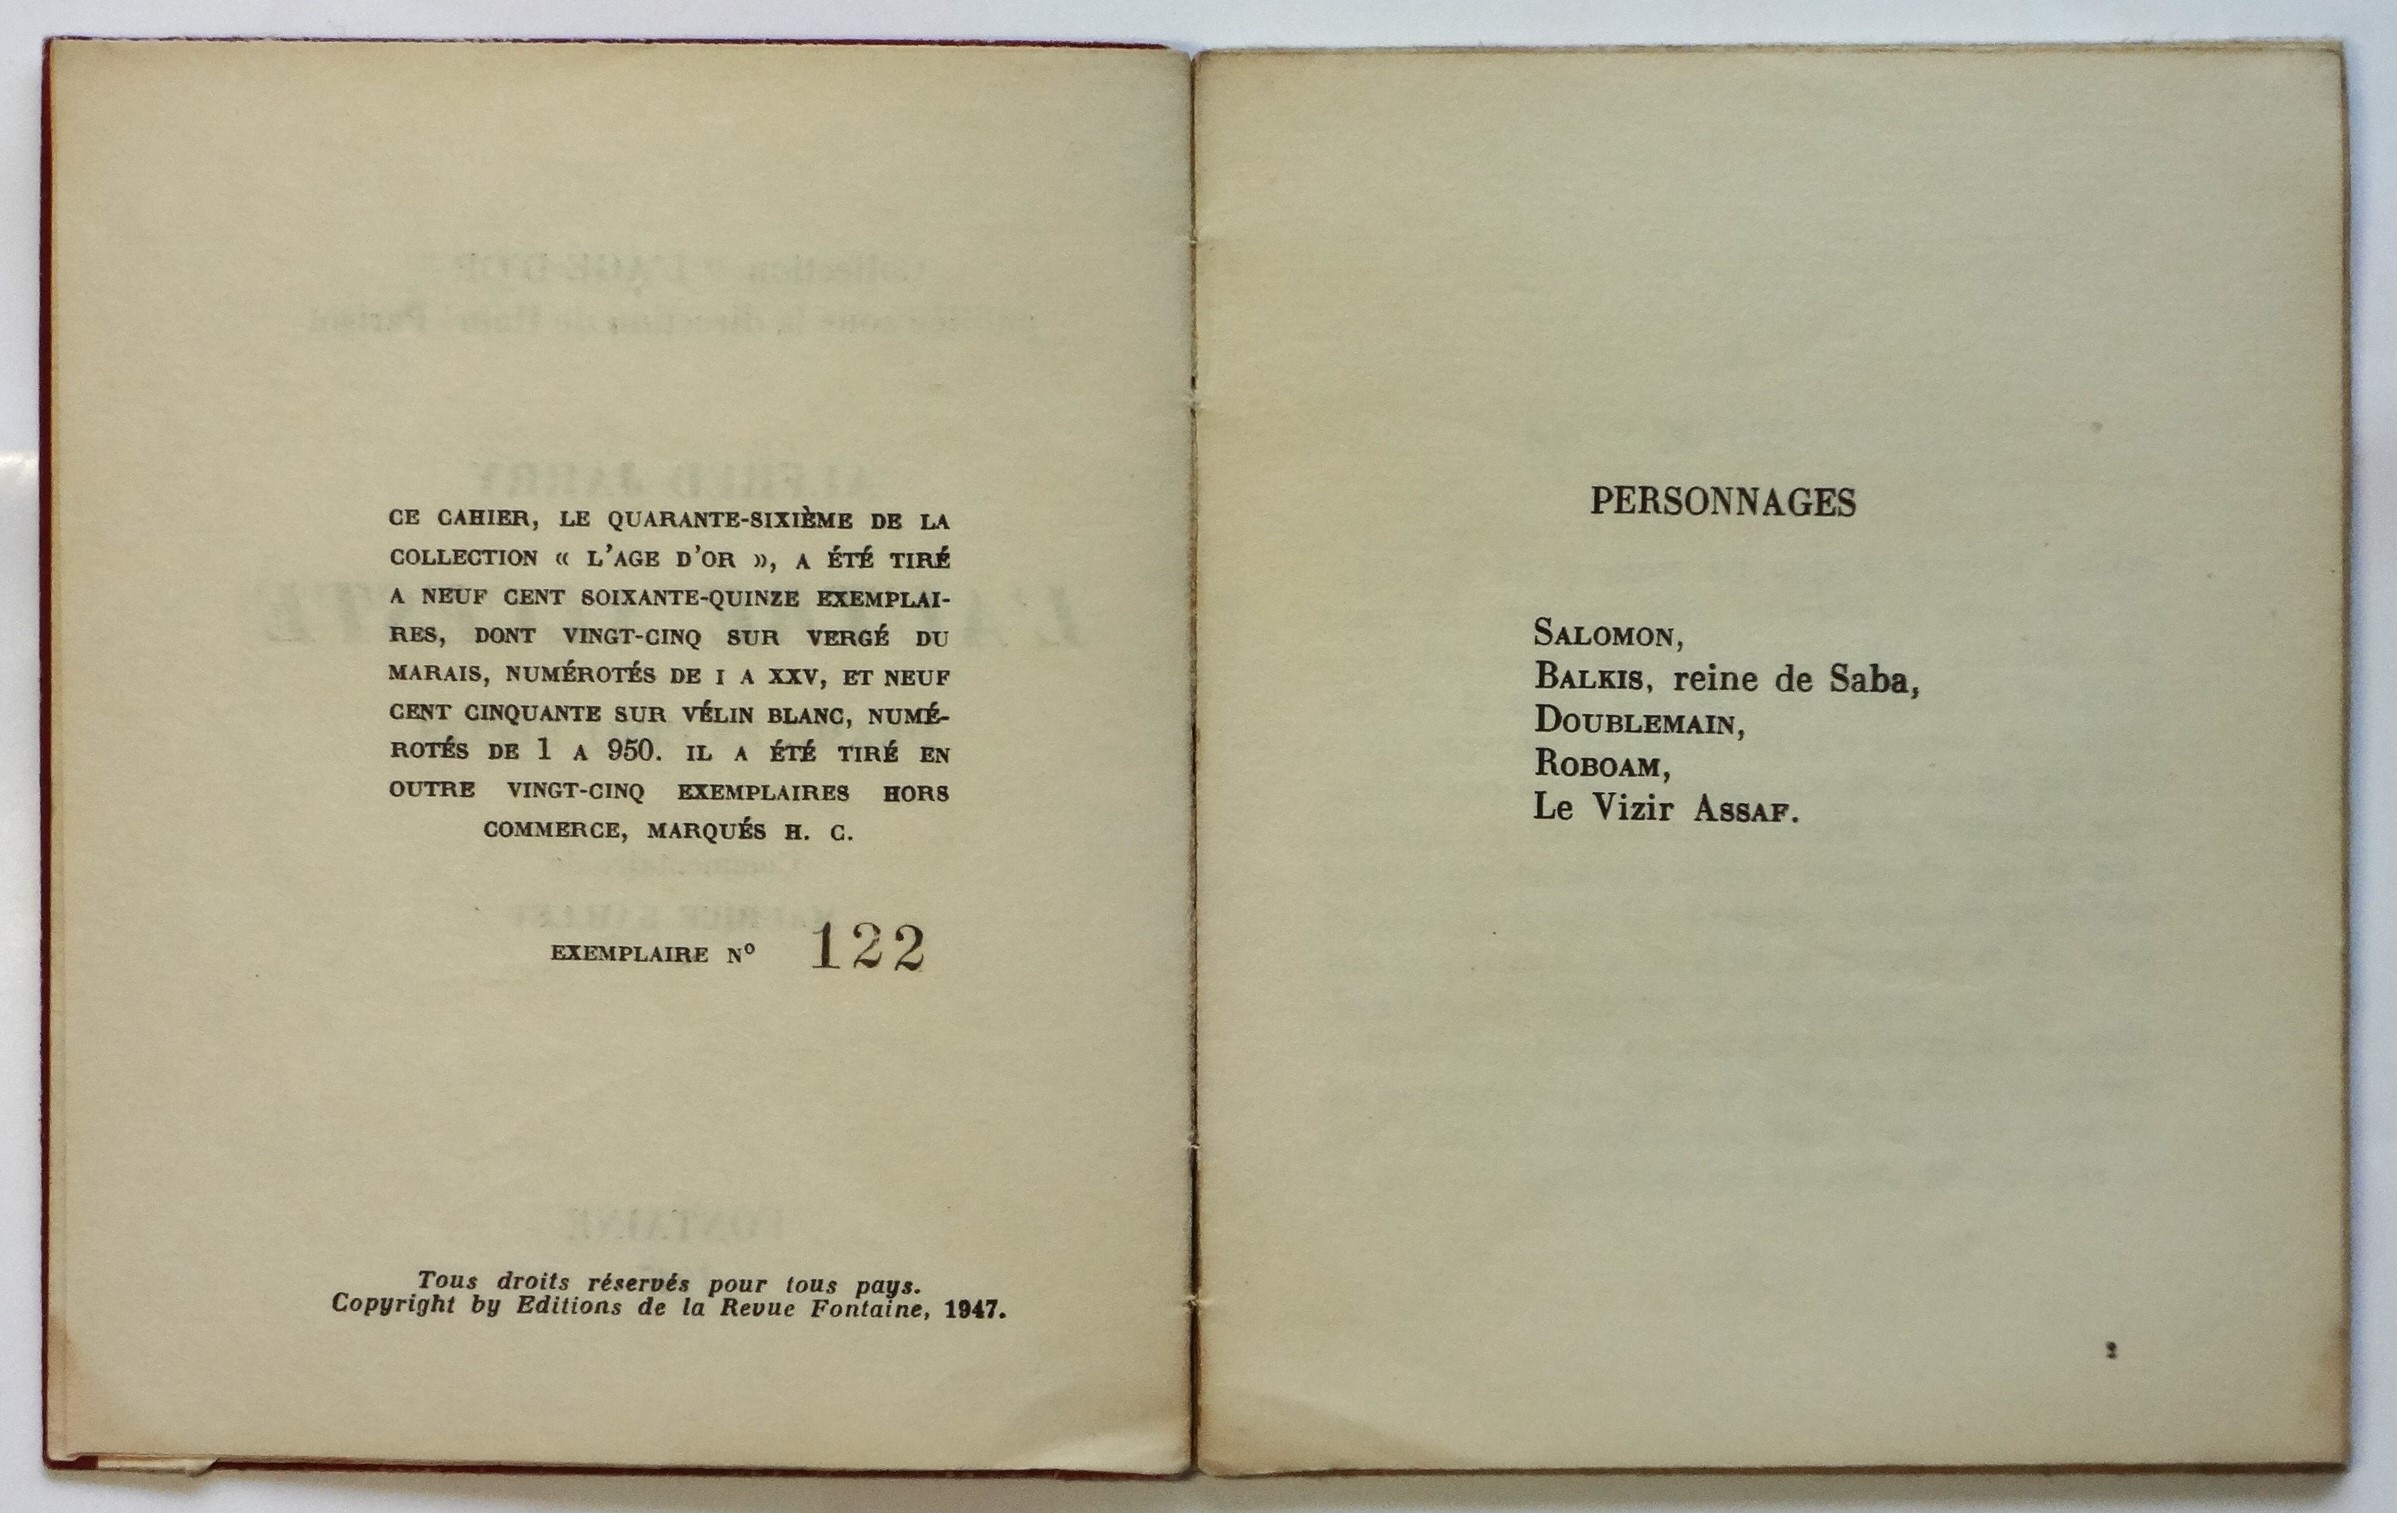 CE CAHIER, LE QUARANTE-SIXIÈME DE LA
COLLECTION « L'AGE D'OR », A ÉTÉ TIRÉ
A NEUF CENT SOIXANTE-QUINZE EXEMPLAI-
RES, DONT VINGT-CINQ SUR VERGÉ DU
MARAIS, NUMÉROTÉS DE I A XXV, ET NEUF
CENT CINQUANTE SUR VÉLIN BLANC, NUMÉ-
ROTÉS DE 1 A 950. IL A ÉTÉ TIRÉ EN
OUTRE VINGT-CINQ EXEMPLAIRES HORS
COMMERCE, MARQUÉS H. C.
EXEMPLAIRE Nº 122
Tous droits réservés pour tous pays.
Copyright by Editions de la Revue Fontaine, 1947.
PERSONNAGES
SALOMON,
BALKIS, reine de Saba,
DOUBLEMAIN,
ROBOAM,
Le Vizir ASSAF.
2